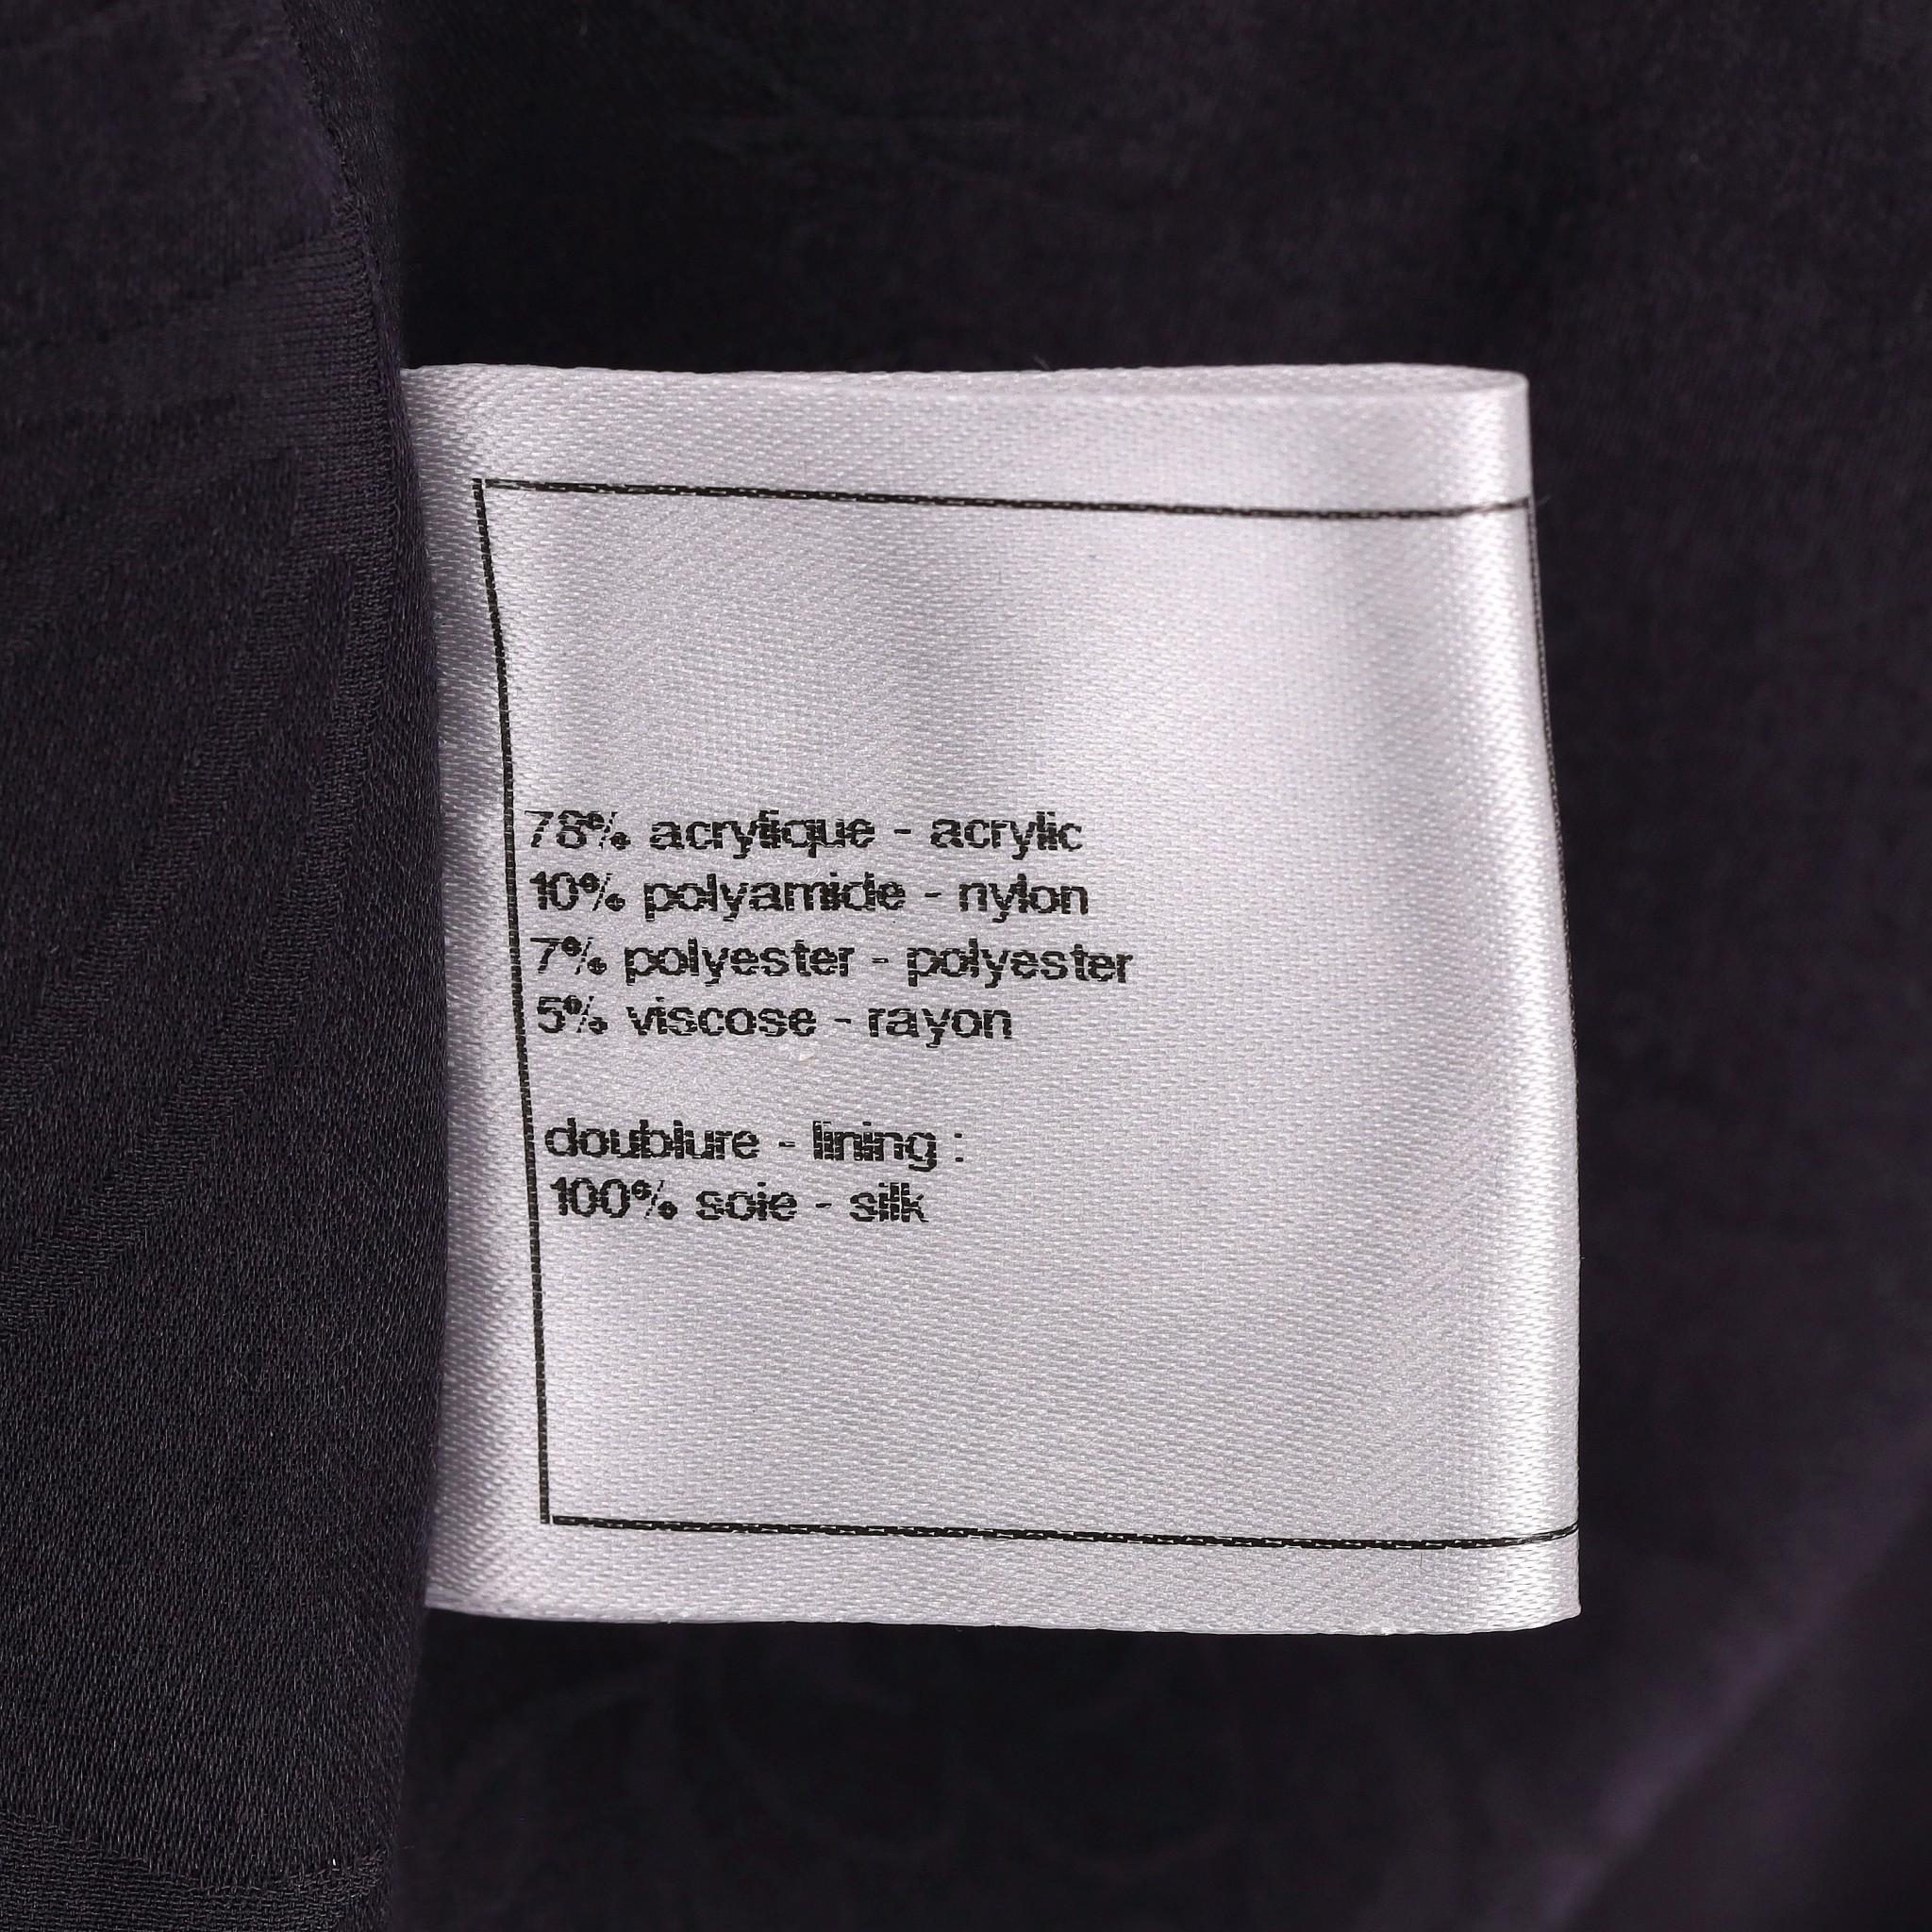 78% acrylique - acrylic
10% polyamide - nylon
7% polyester - polyester
5% viscose - rayon
doublure - lining :
100% soie - silk